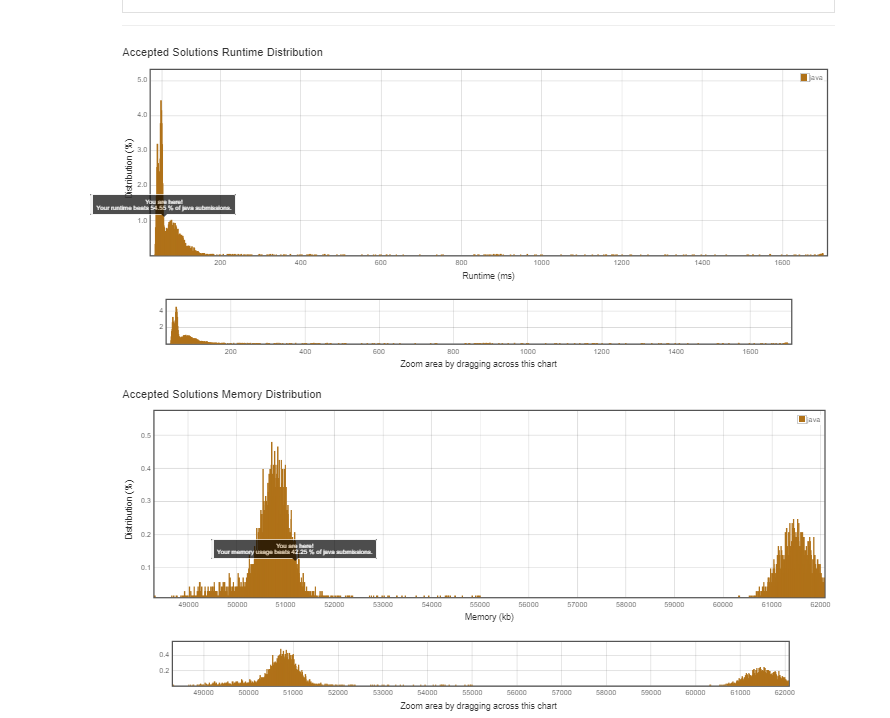 Accepted Solutions Runtime Distribution
java
5.0
4.0
3.0
2.0
1.0
Distribution (%)
You are here!
Your runtime beats 54.55 % of java submissions.
200 400 600 800 1000 1200 1400 1600
Runtime (ms)
4
2
200 400 600 800 1000 1200 1400 1600
Zoom area by dragging across this chart
Accepted Solutions Memory Distribution
java
0.5
0.4
0.3
0.2
0.1
Distribution (%)
You are here!
Your memory usage beats 42.25 % of java submissions.
49000 50000 51000 52000 53000 54000 55000 56000 57000 58000 59000 60000 61000 62000
Memory (kb)
0.4
0.2
49000 50000 51000 52000 53000 54000 55000 56000 57000 58000 59000 60000 61000 62000
Zoom area by dragging across this chart